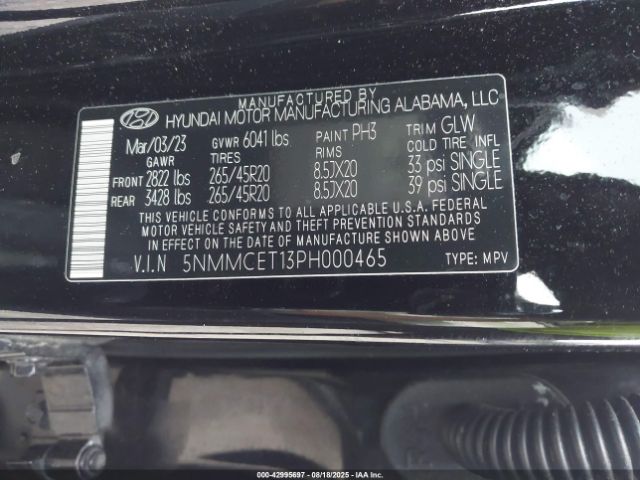 MANUFACTURED BY
HYUNDAI MOTOR MANUFACTURING ALABAMA, LLC
Mar/03/23 GVWR 6041 lbs PAINT PH3 TRIM GLW
GAWR TIRES RIMS COLD TIRE INFL
FRONT 2822 lbs 265/45R20 8.5JX20 33 psi SINGLE
REAR 3428 lbs 265/45R20 8.5JX20 39 psi SINGLE
THIS VEHICLE CONFORMS TO ALL APPLICABLE U.S.A. FEDERAL
MOTOR VEHICLE SAFETY AND THEFT PREVENTION STANDARDS
IN EFFECT ON THE DATE OF MANUFACTURE SHOWN ABOVE.
V.I.N 5NMMCET13PH000465 TYPE: MPV
000-42995697 - 08/18/2025 - IAA Inc.